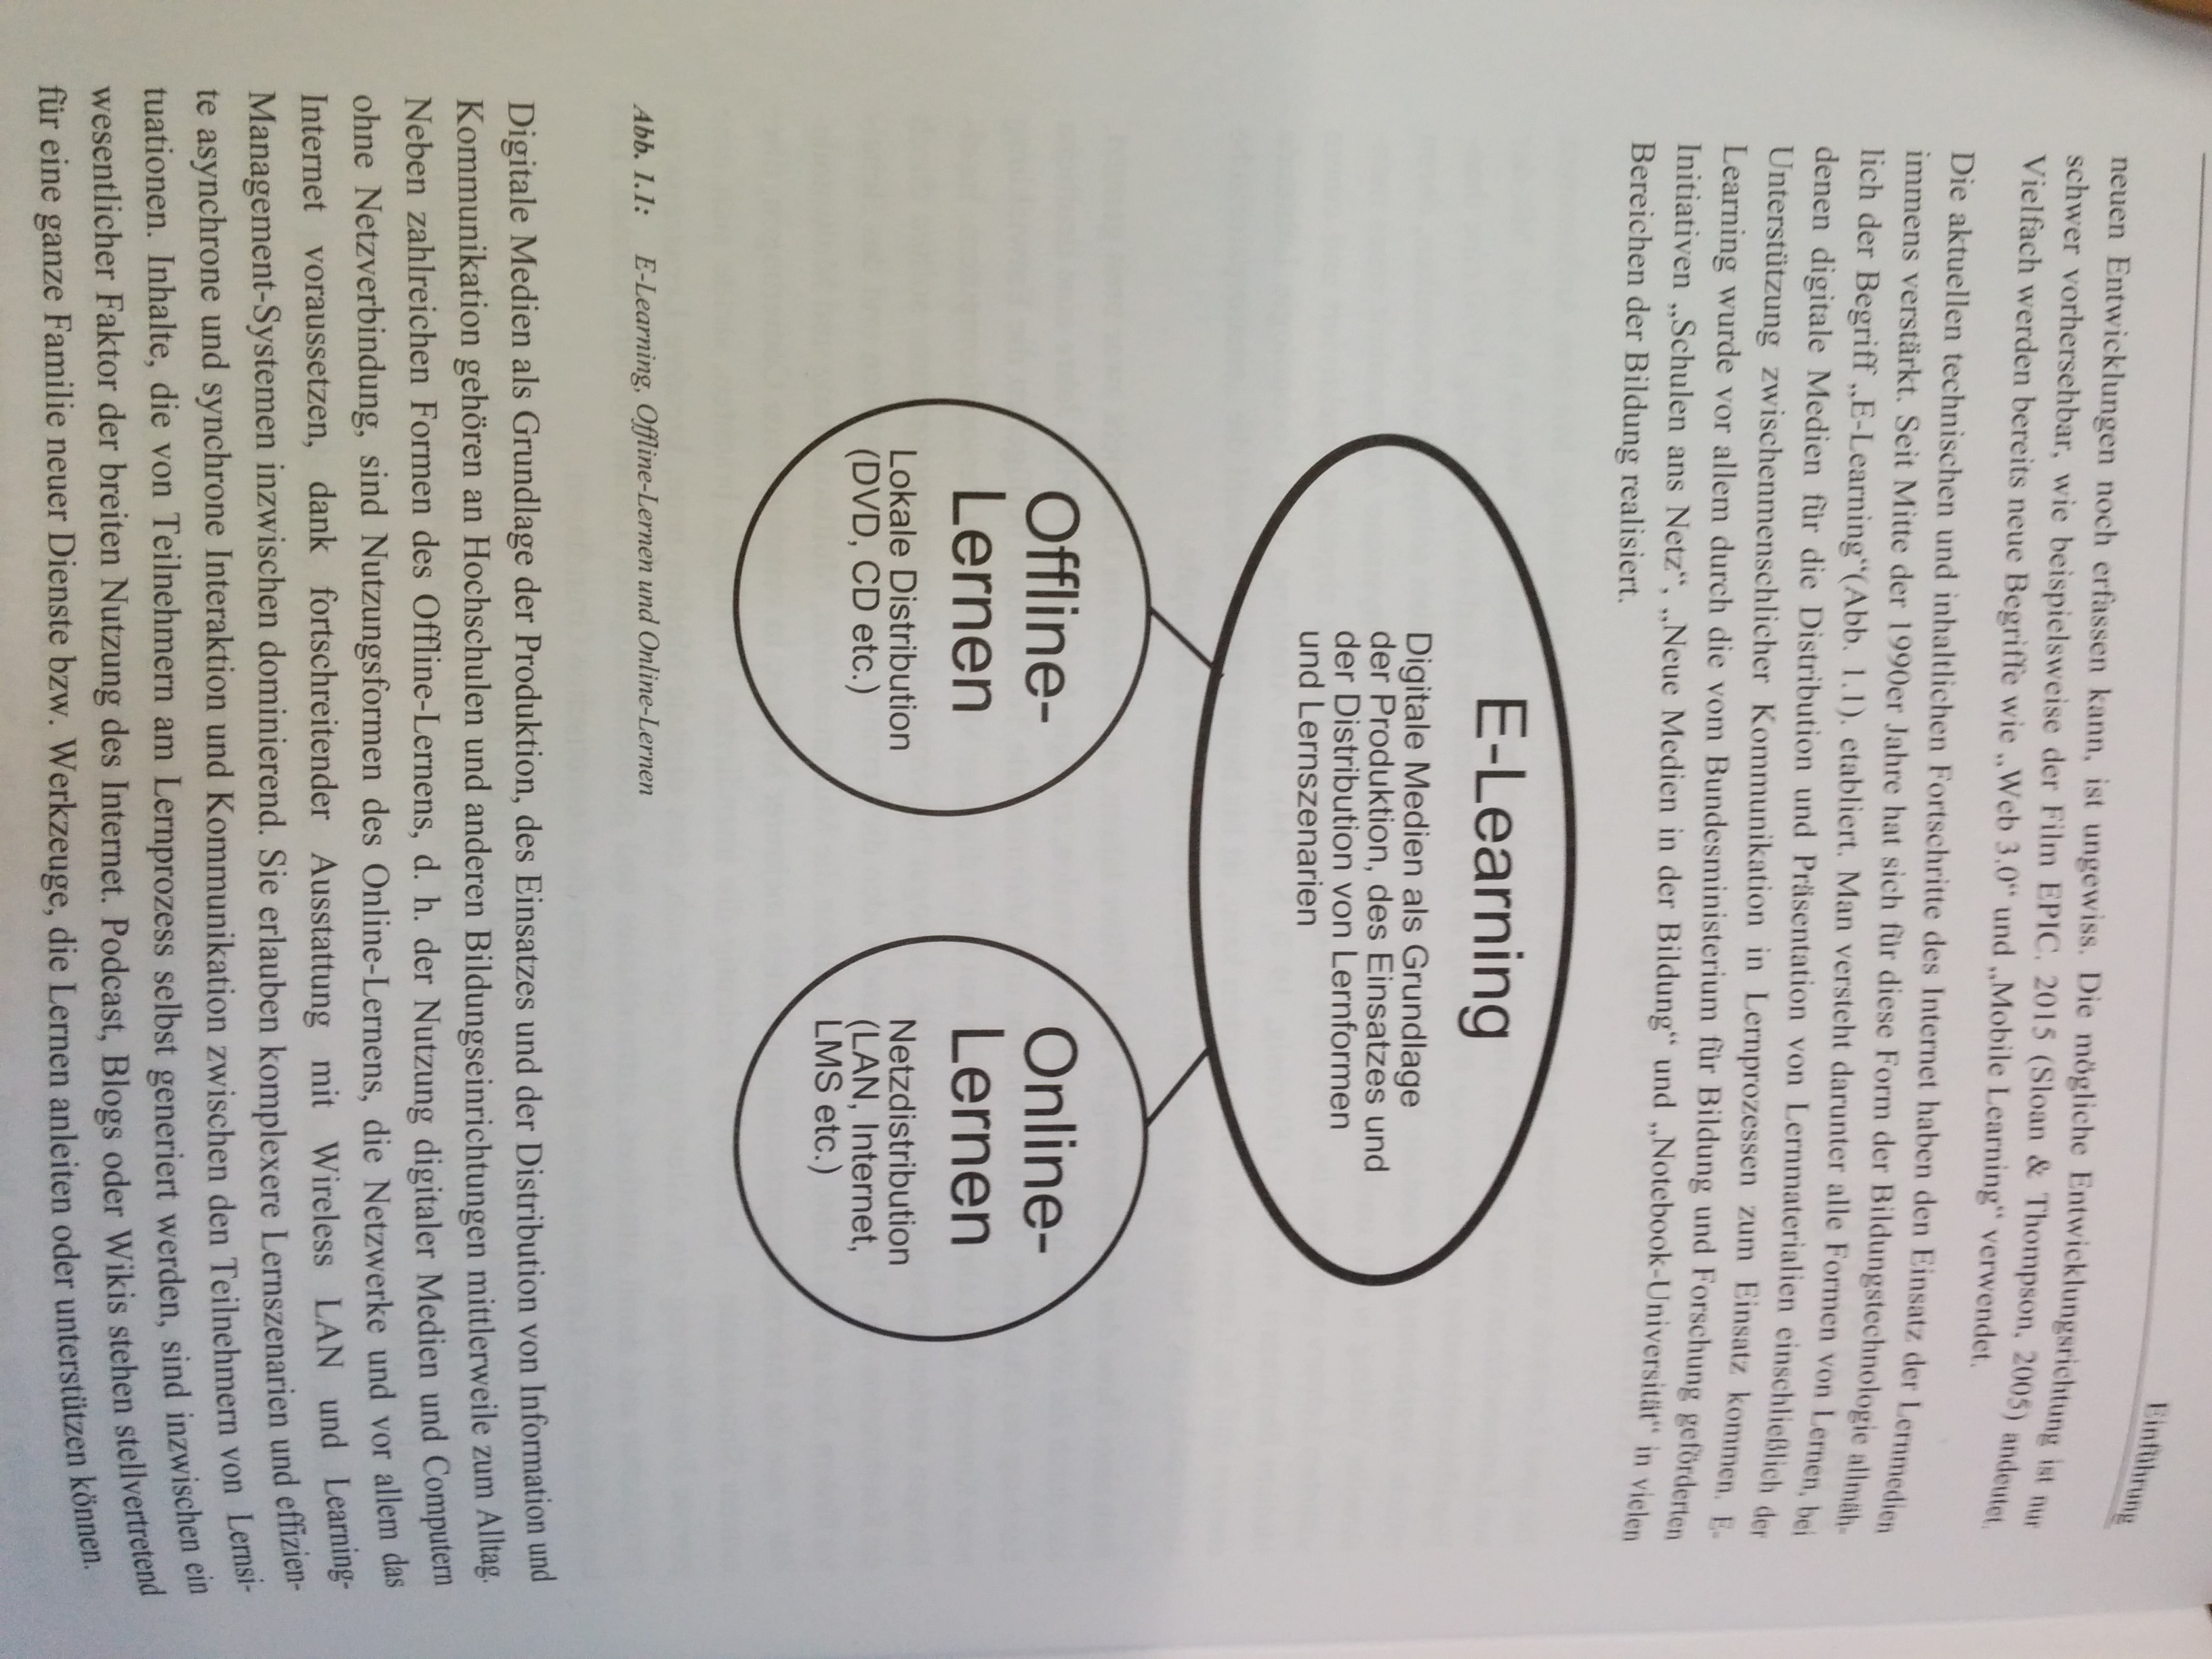 Einführung
neuen Entwicklungen noch erfassen kann, ist ungewiss. Die mögliche Entwicklungsrichtung ist nur
schwer vorhersehbar, wie beispielsweise der Film EPIC. 2015 (Sloan & Thompson, 2005) andeutet.
Vielfach werden bereits neue Begriffe wie „Web 3.0“ und „Mobile Learning“ verwendet.
Die aktuellen technischen und inhaltlichen Fortschritte des Internet haben den Einsatz der Lernmedien
immens verstärkt. Seit Mitte der 1990er Jahre hat sich für diese Form der Bildungstechnologie allmäh-
lich der Begriff „E-Learning“(Abb. 1.1). etabliert. Man versteht darunter alle Formen von Lernen, bei
denen digitale Medien für die Distribution und Präsentation von Lernmaterialien einschließlich der
Unterstützung zwischenmenschlicher Kommunikation in Lernprozessen zum Einsatz kommen. E-
Learning wurde vor allem durch die vom Bundesministerium für Bildung und Forschung geförderten
Initiativen „Schulen ans Netz“, „Neue Medien in der Bildung“ und „Notebook-Universität“ in vielen
Bereichen der Bildung realisiert.
E-Learning
Digitale Medien als Grundlage
der Produktion, des Einsatzes und
der Distribution von Lernformen
und Lernszenarien
Offline-
Lernen
Lokale Distribution
(DVD, CD etc.)
Online-
Lernen
Netzdistribution
(LAN, Internet,
LMS etc.)
Abb. 1.1: E-Learning, Offline-Lernen und Online-Lernen
Digitale Medien als Grundlage der Produktion, des Einsatzes und der Distribution von Information und
Kommunikation gehören an Hochschulen und anderen Bildungseinrichtungen mittlerweile zum Alltag.
Neben zahlreichen Formen des Offline-Lernens, d. h. der Nutzung digitaler Medien und Computern
ohne Netzverbindung, sind Nutzungsformen des Online-Lernens, die Netzwerke und vor allem das
Internet voraussetzen, dank fortschreitender Ausstattung mit Wireless LAN und Learning-
Management-Systemen inzwischen dominierend. Sie erlauben komplexere Lernszenarien und effizien-
te asynchrone und synchrone Interaktion und Kommunikation zwischen den Teilnehmern von Lernsi-
tuationen. Inhalte, die von Teilnehmern am Lernprozess selbst generiert werden, sind inzwischen ein
wesentlicher Faktor der breiten Nutzung des Internet. Podcast, Blogs oder Wikis stehen stellvertretend
für eine ganze Familie neuer Dienste bzw. Werkzeuge, die Lernen anleiten oder unterstützen können.